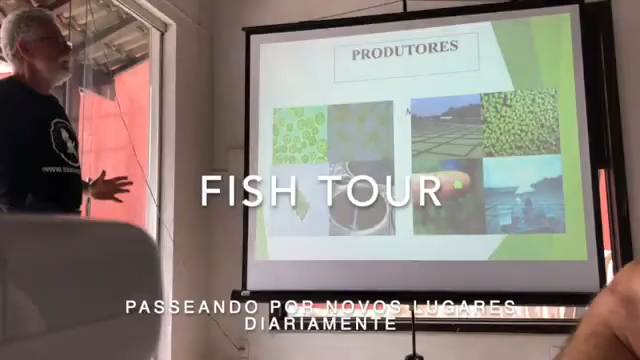 PRODUTORES
FISH TOUR
PASSEANDO POR NOVOS LUGARES
DIARIAMENTE